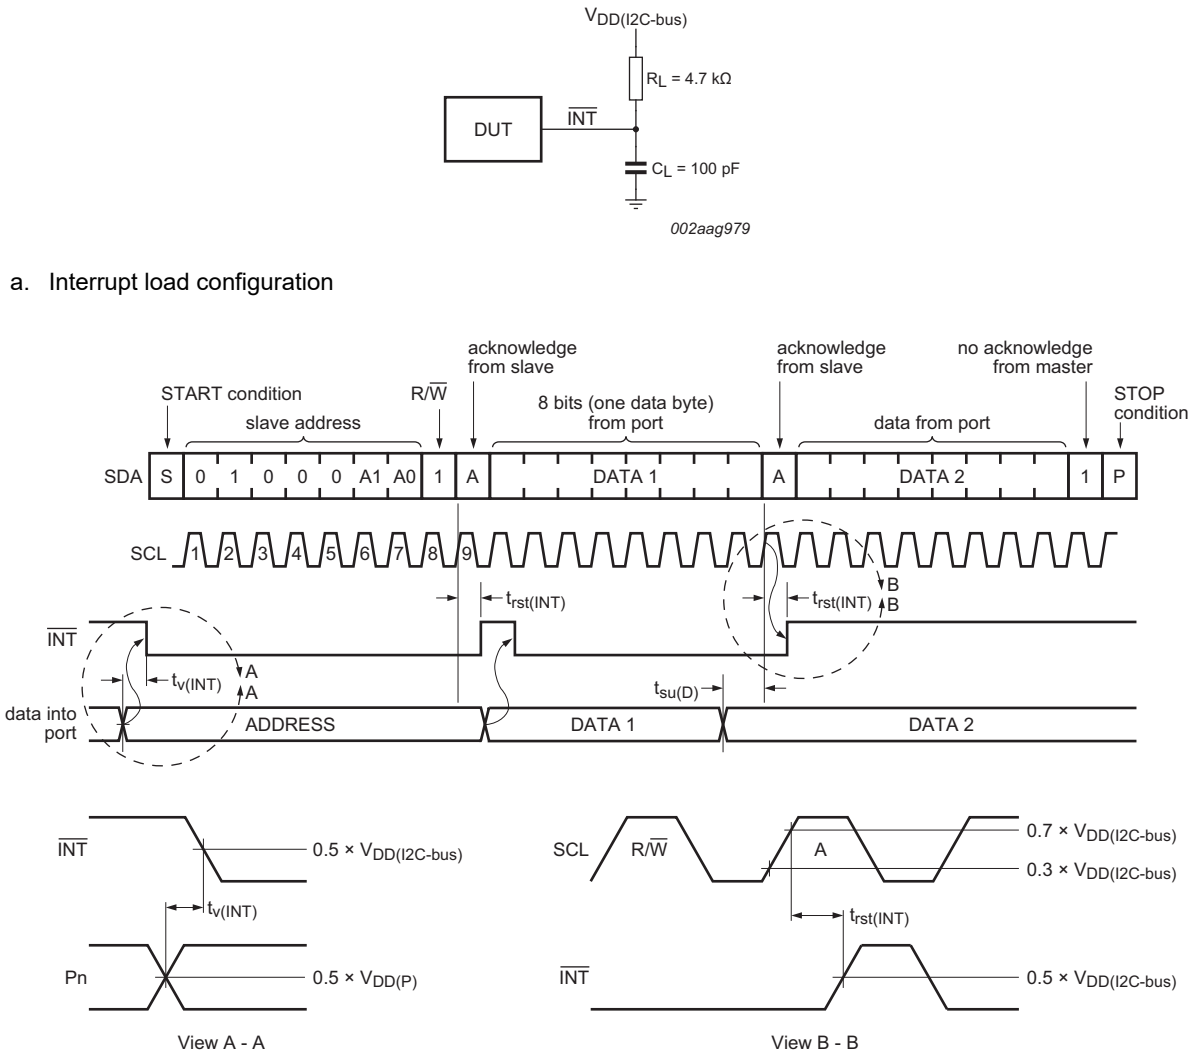 VDD(I2C-bus)
RL = 4.7 kΩ
DUT
INT
CL = 100 pF
002aag979
a. Interrupt load configuration
acknowledge
from slave
acknowledge
from slave
no acknowledge
from master
START condition
R/W
8 bits (one data byte)
from port
STOP
condition
slave address
data from port
SDA S 0 1 0 0 0 A1 A0 1 A DATA 1 A DATA 2 1 P
SCL 1 2 3 4 5 6 7 8 9
B
trst(INT) trst(INT) B
INT
A
tv(INT) A
tsu(D)
data into
port
ADDRESS DATA 1 DATA 2
INT
0.5 × VDD(I2C-bus)
tv(INT)
Pn
0.5 × VDD(P)
View A - A
SCL R/W A
0.7 × VDD(I2C-bus)
0.3 × VDD(I2C-bus)
trst(INT)
INT
0.5 × VDD(I2C-bus)
View B - B